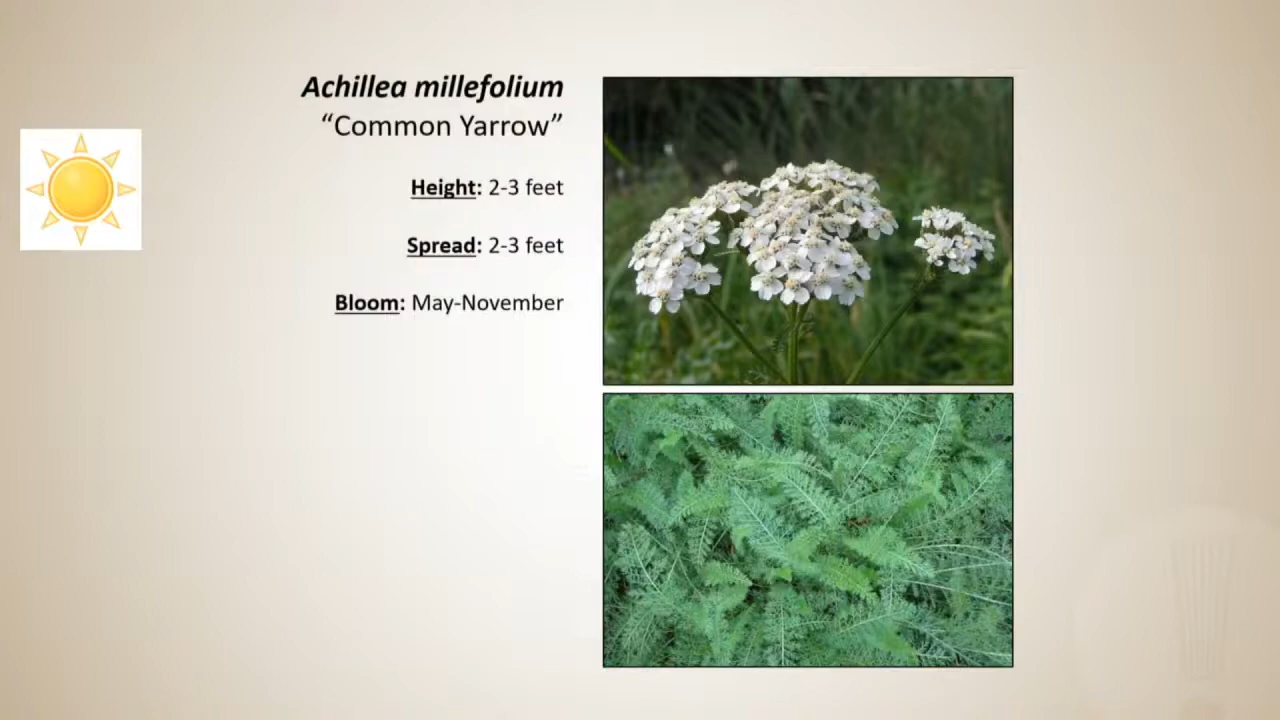 Achillea millefolium
“Common Yarrow”
Height: 2-3 feet
Spread: 2-3 feet
Bloom: May-November